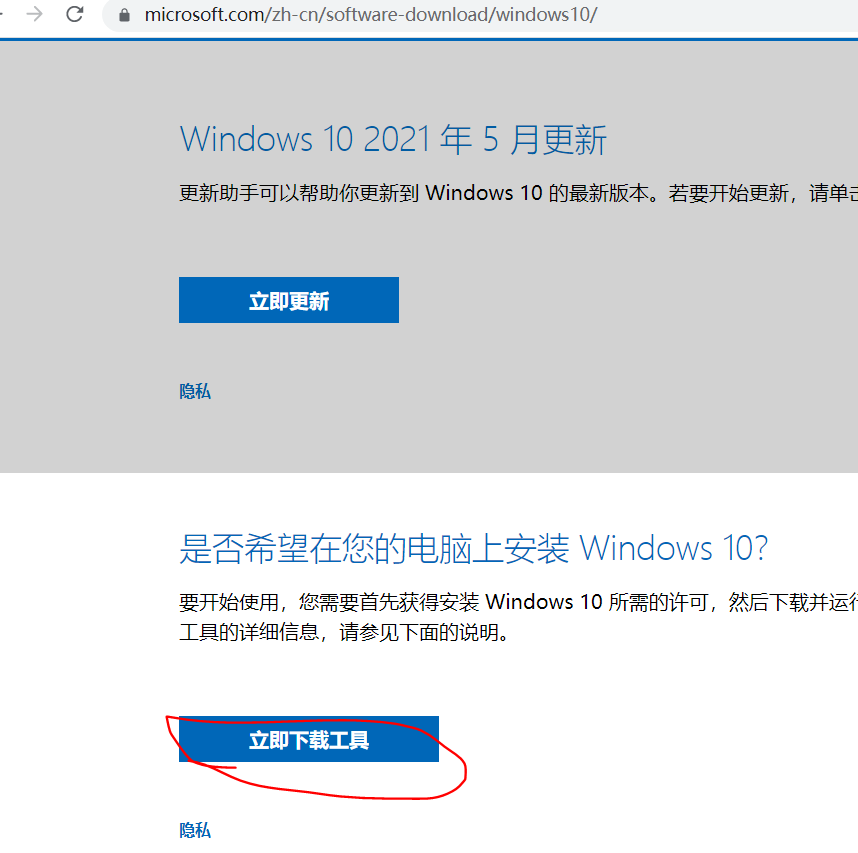 microsoft.com/zh-cn/software-download/windows10/
Windows 10 2021 年 5 月更新
更新助手可以帮助你更新到 Windows 10 的最新版本。若要开始更新，请单击
立即更新
隐私
是否希望在您的电脑上安装 Windows 10?
要开始使用，您需要首先获得安装 Windows 10 所需的许可，然后下载并运行
工具的详细信息，请参见下面的说明。
立即下载工具
隐私